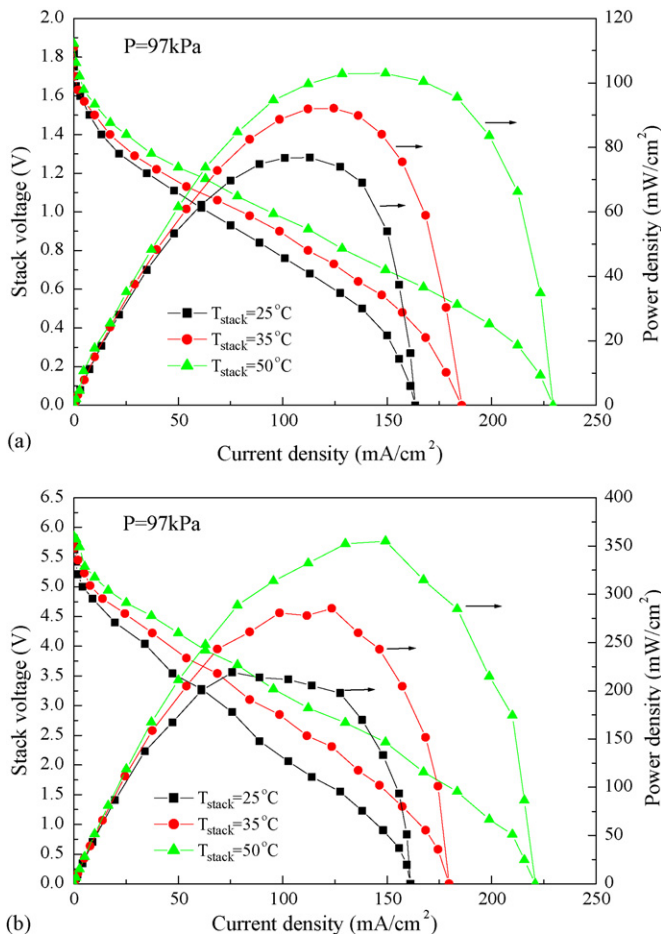 P=97kPa
2.0
1.8
1.6
1.4
1.2
1.0
0.8
0.6
0.4
0.2
0.0
Stack voltage (V)
120
100
80
60
40
20
0
Power density (mW/cm²)
T_stack=25°C
T_stack=35°C
T_stack=50°C
0 50 100 150 200 250
(a)
Current density (mA/cm²)
P=97kPa
6.5
6.0
5.5
5.0
4.5
4.0
3.5
3.0
2.5
2.0
1.5
1.0
0.5
0.0
Stack voltage (V)
400
350
300
250
200
150
100
50
0
Power density (mW/cm²)
T_stack=25°C
T_stack=35°C
T_stack=50°C
0 50 100 150 200 250
(b)
Current density (mA/cm²)